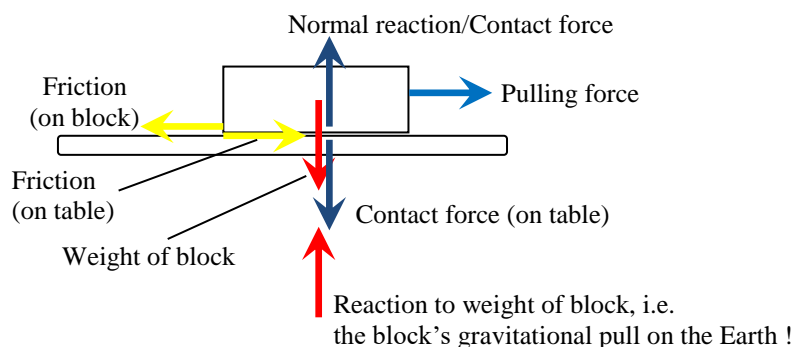 Normal reaction/Contact force
Friction
(on block)
Pulling force
Friction
(on table)
Contact force (on table)
Weight of block
Reaction to weight of block, i.e.
the block’s gravitational pull on the Earth !